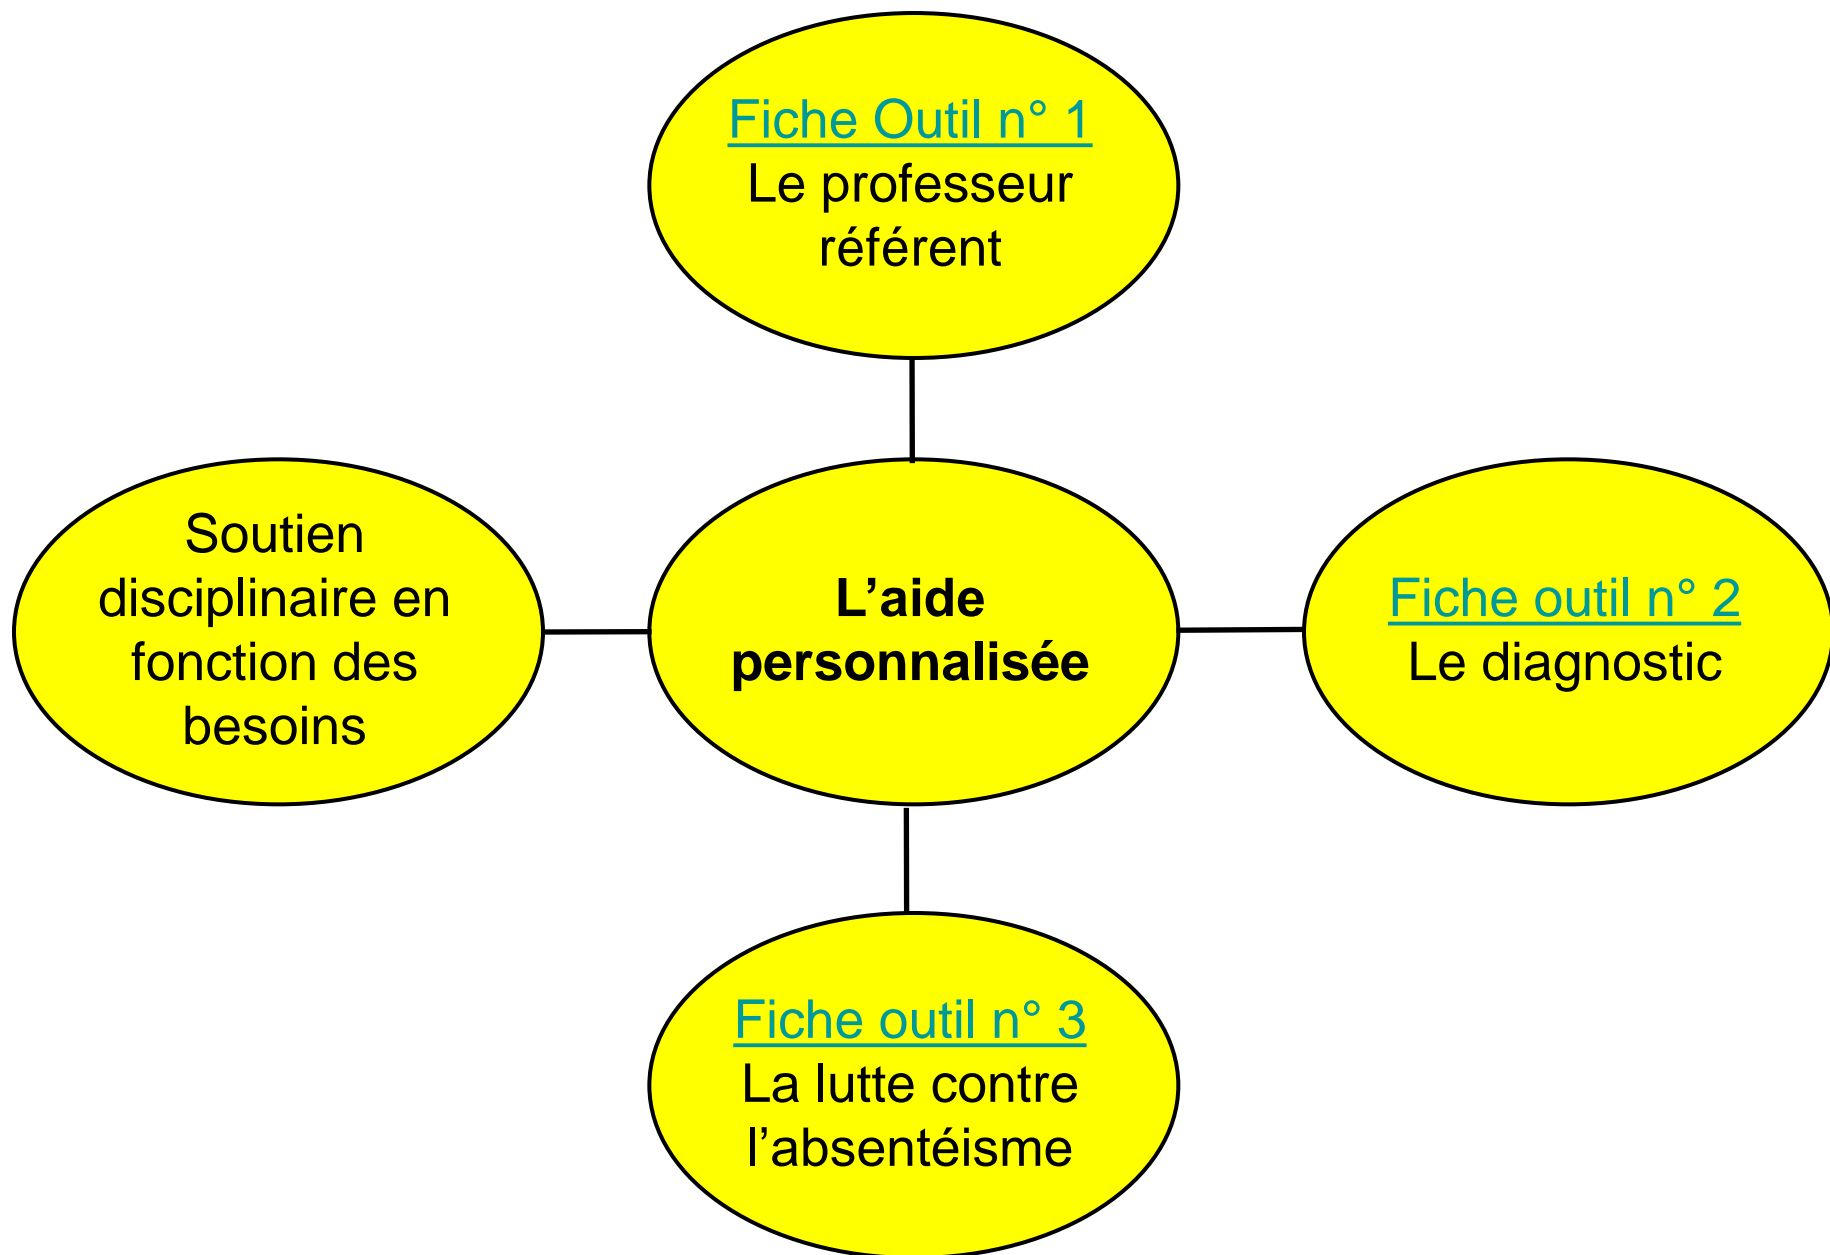 Fiche Outil n° 1
Le professeur
référent
Soutien
disciplinaire en
fonction des
besoins
L’aide
personnalisée
Fiche outil n° 2
Le diagnostic
Fiche outil n° 3
La lutte contre
l’absentéisme